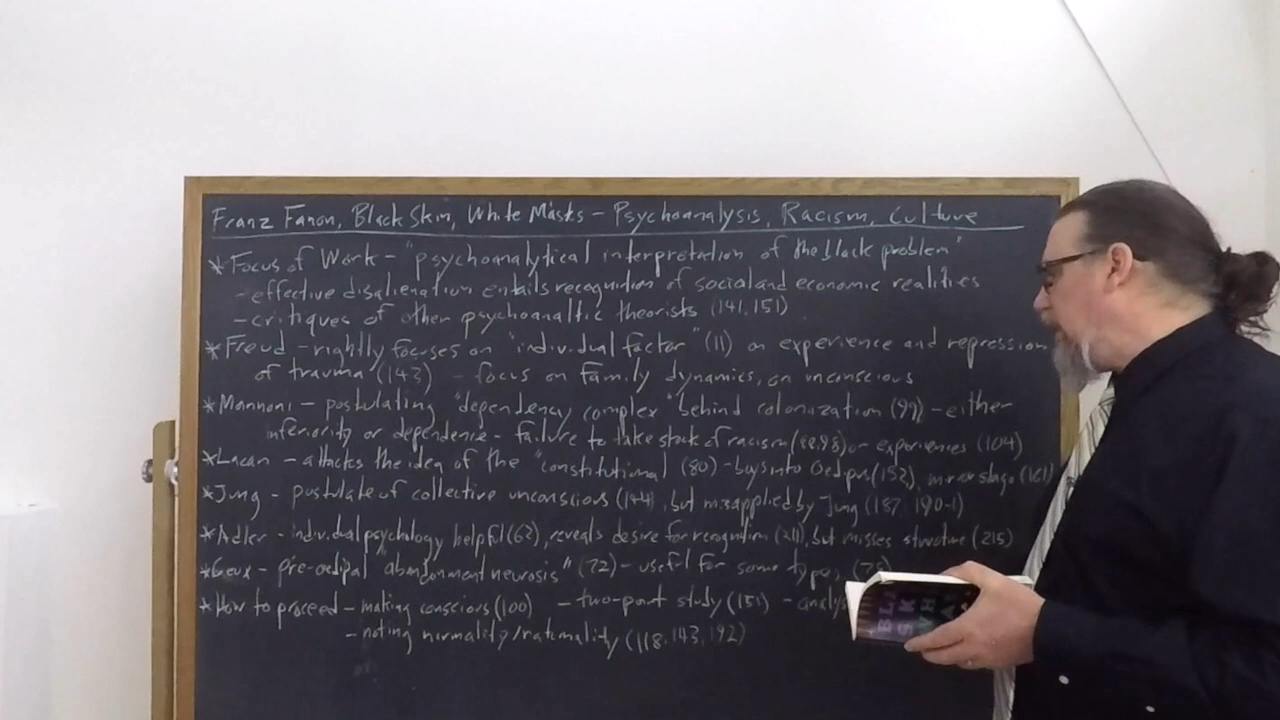 Franz Fanon, Black Skin, White Masks - Psychoanalysis, Racism, Culture
* Focus of Work - "psychoanalytical interpretation of the black problem"
- effective disalienation entails recognition of social and economic realities
- critiques of other psychoanaltic theorists (141, 151)
* Freud - rightly focuses on "individual factor" (11) on experience and repression
of trauma (143) - focus on family dynamics, on unconscious
* Mannoni - postulating "dependency complex" behind colonization (99) - either
inferiority or dependence - failure to take stock of racism or experiences (104)
* Lacan - attacks the idea of the "constitutional (80) - buys into Oedipus (152), mirror stage (161)
* Jung - postulate of collective unconscious (144), but misapplied by Jung (187, 190-1)
* Adler - individual psychology helpful (62), reveals desire for recognition (211), but misses structure (215)
- pre-oedipal "abandonment neurosis" (72) - useful for some types
* How to proceed - making conscious (100) - two-point study (151)
- noting normality/rationality (118, 143, 192)
BLA
SK
WH